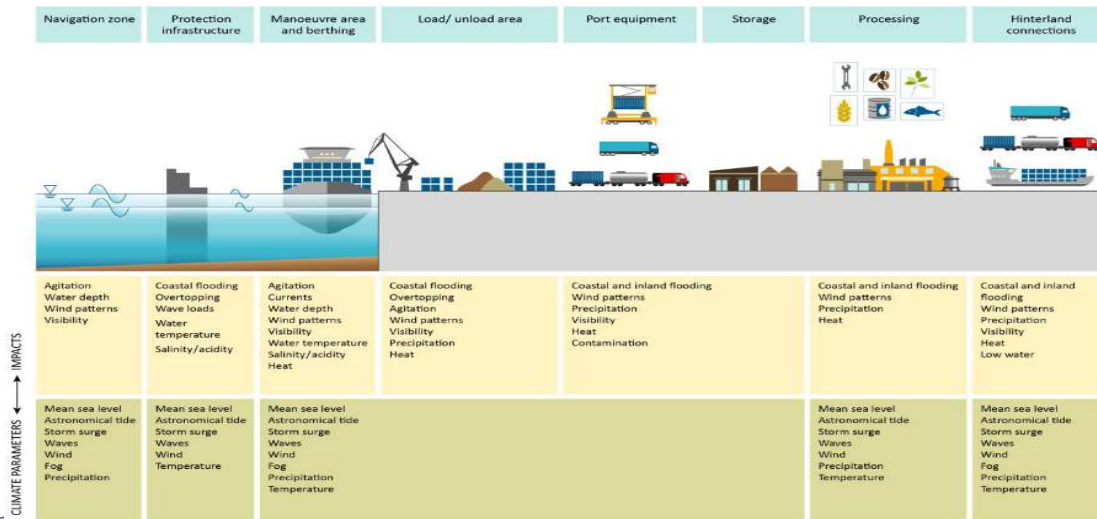 Navigation zone
Protection
infrastructure
Manoeuvre area
and berthing
Load/ unload area
Port equipment
Storage
Processing
Hinterland
connections
IMPACTS
Agitation
Water depth
Wind patterns
Visibility
Coastal flooding
Overtopping
Wave loads
Water
temperature
Salinity/acidity
Agitation
Currents
Water depth
Wind patterns
Visibility
Water temperature
Salinity/acidity
Heat
Coastal flooding
Overtopping
Agitation
Wind patterns
Visibility
Precipitation
Heat
Coastal and inland flooding
Wind patterns
Precipitation
Visibility
Heat
Contamination
Coastal and inland flooding
Wind patterns
Precipitation
Heat
Coastal and inland
flooding
Wind patterns
Precipitation
Visibility
Heat
Low water
CLIMATE PARAMETERS
Mean sea level
Astronomical tide
Storm surge
Waves
Wind
Fog
Precipitation
Mean sea level
Astronomical tide
Storm surge
Waves
Wind
Temperature
Mean sea level
Astronomical tide
Storm surge
Waves
Wind
Fog
Precipitation
Temperature
Mean sea level
Astronomical tide
Storm surge
Waves
Wind
Precipitation
Temperature
Mean sea level
Astronomical tide
Storm surge
Waves
Wind
Fog
Precipitation
Temperature